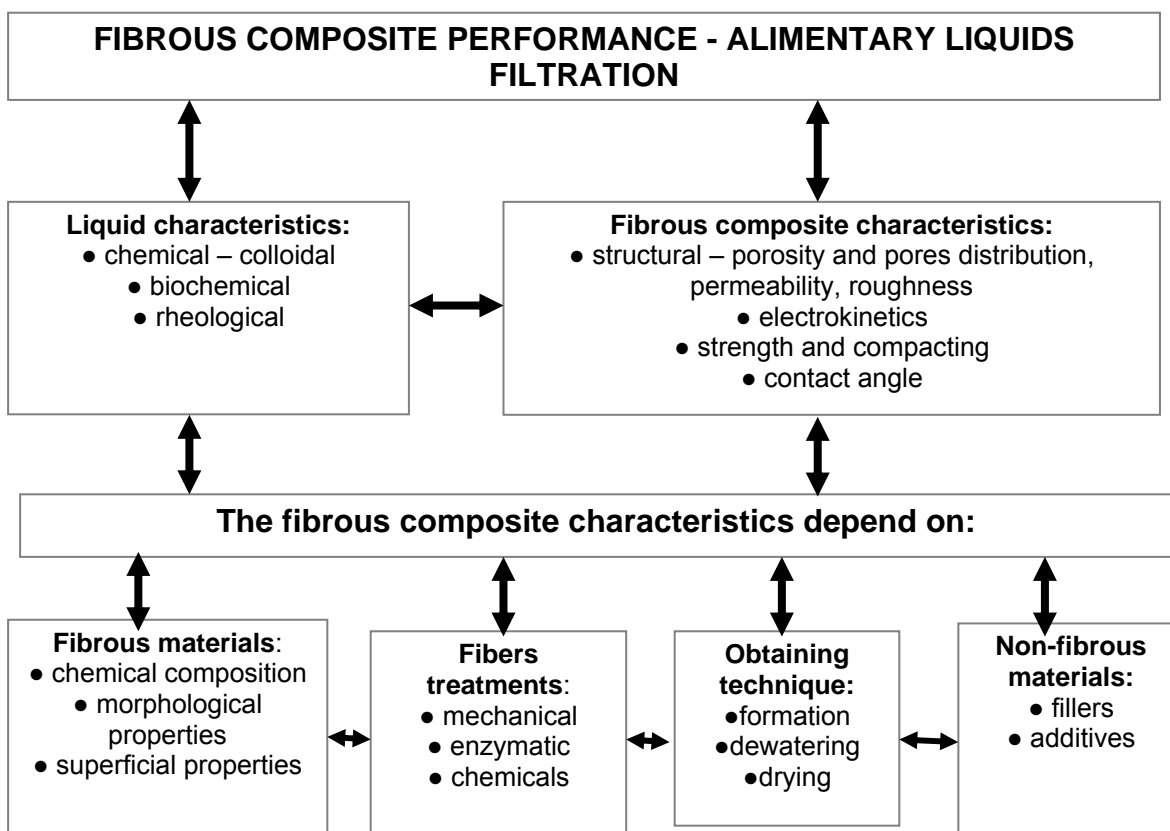 FIBROUS COMPOSITE PERFORMANCE - ALIMENTARY LIQUIDS
FILTRATION
Liquid characteristics:
● chemical – colloidal
● biochemical
● rheological
Fibrous composite characteristics:
● structural – porosity and pores distribution,
permeability, roughness
● electrokinetics
● strength and compacting
● contact angle
The fibrous composite characteristics depend on:
Fibrous materials:
● chemical composition
● morphological
properties
● superficial properties
Fibers
treatments:
● mechanical
● enzymatic
● chemicals
Obtaining
technique:
●formation
●dewatering
●drying
Non-fibrous
materials:
● fillers
● additives